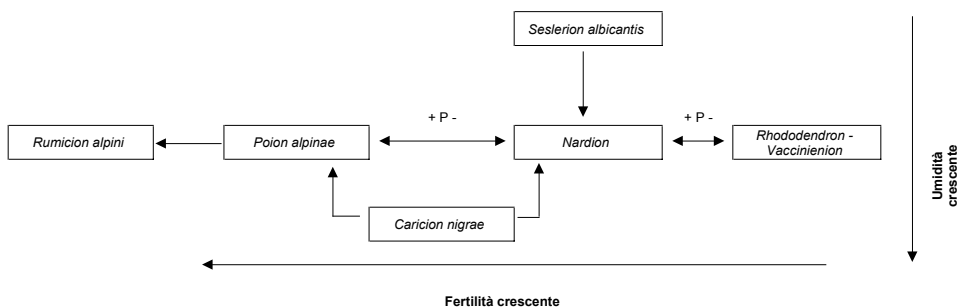 Seslerion albicantis
+ P -
+ P -
Rumicion alpini
Poion alpinae
Nardion
Rhododendron -
Vaccinienion
Caricion nigrae
Umidità
crescente
Fertilità crescente